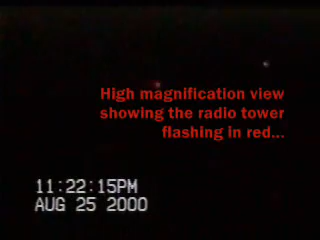 High magnification view
showing the radio tower
flashing in red...
11:22:15PM
AUG 25 2000